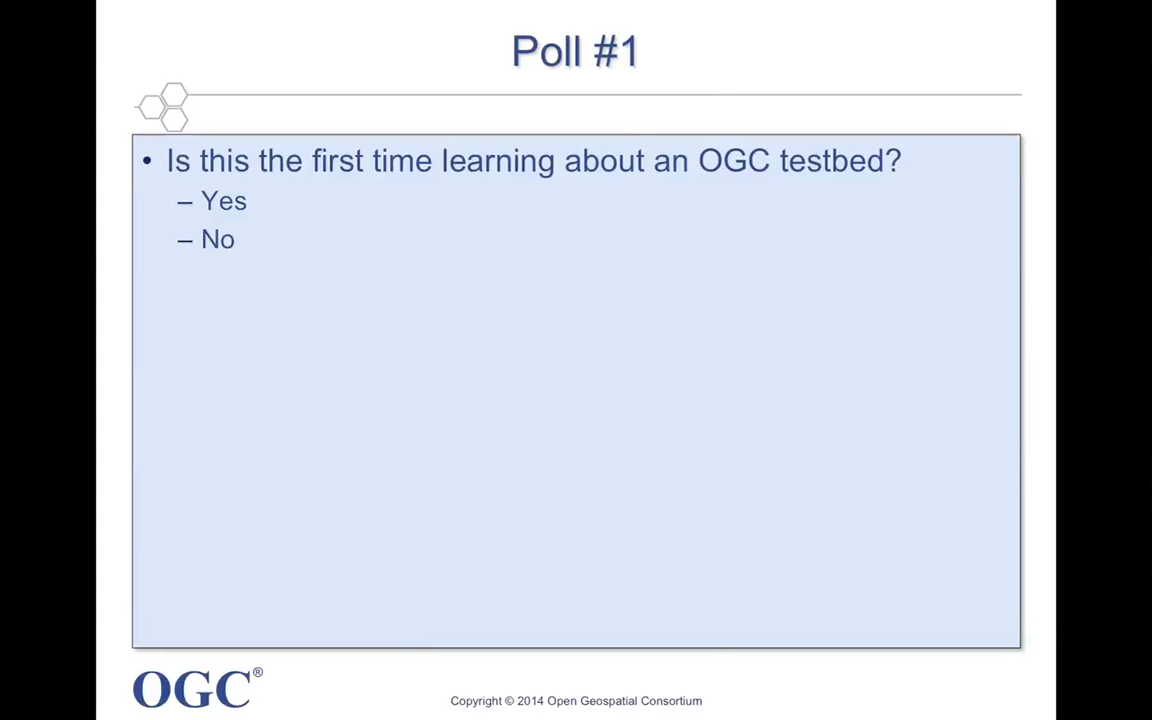 Poll #1
• Is this the first time learning about an OGC testbed?
– Yes
– No
OGC®
Copyright © 2014 Open Geospatial Consortium